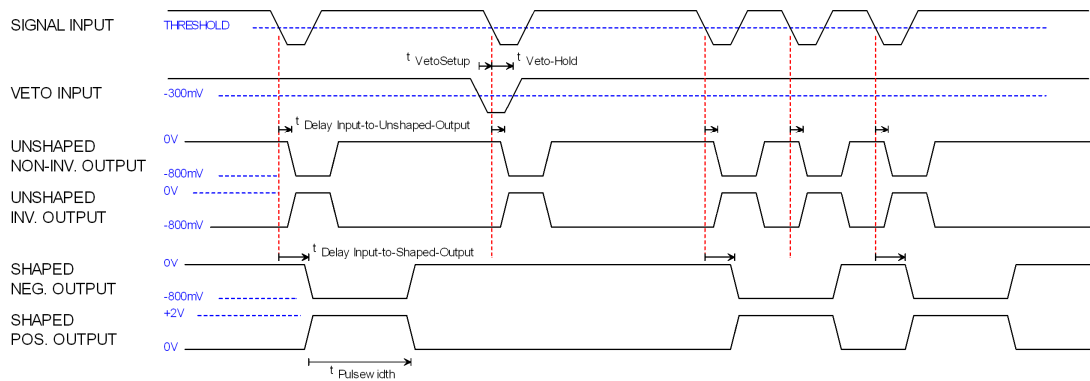 SIGNAL INPUT
THRESHOLD
t VetoSetup
t Veto-Hold
VETO INPUT
-300mV
t Delay Input-to-Unshaped-Output
UNSHAPED
NON-INV. OUTPUT
0V
-800mV
UNSHAPED
INV. OUTPUT
0V
-800mV
t Delay Input-to-Shaped-Output
SHAPED
NEG. OUTPUT
0V
-800mV
SHAPED
POS. OUTPUT
+2V
0V
t Pulsewidth